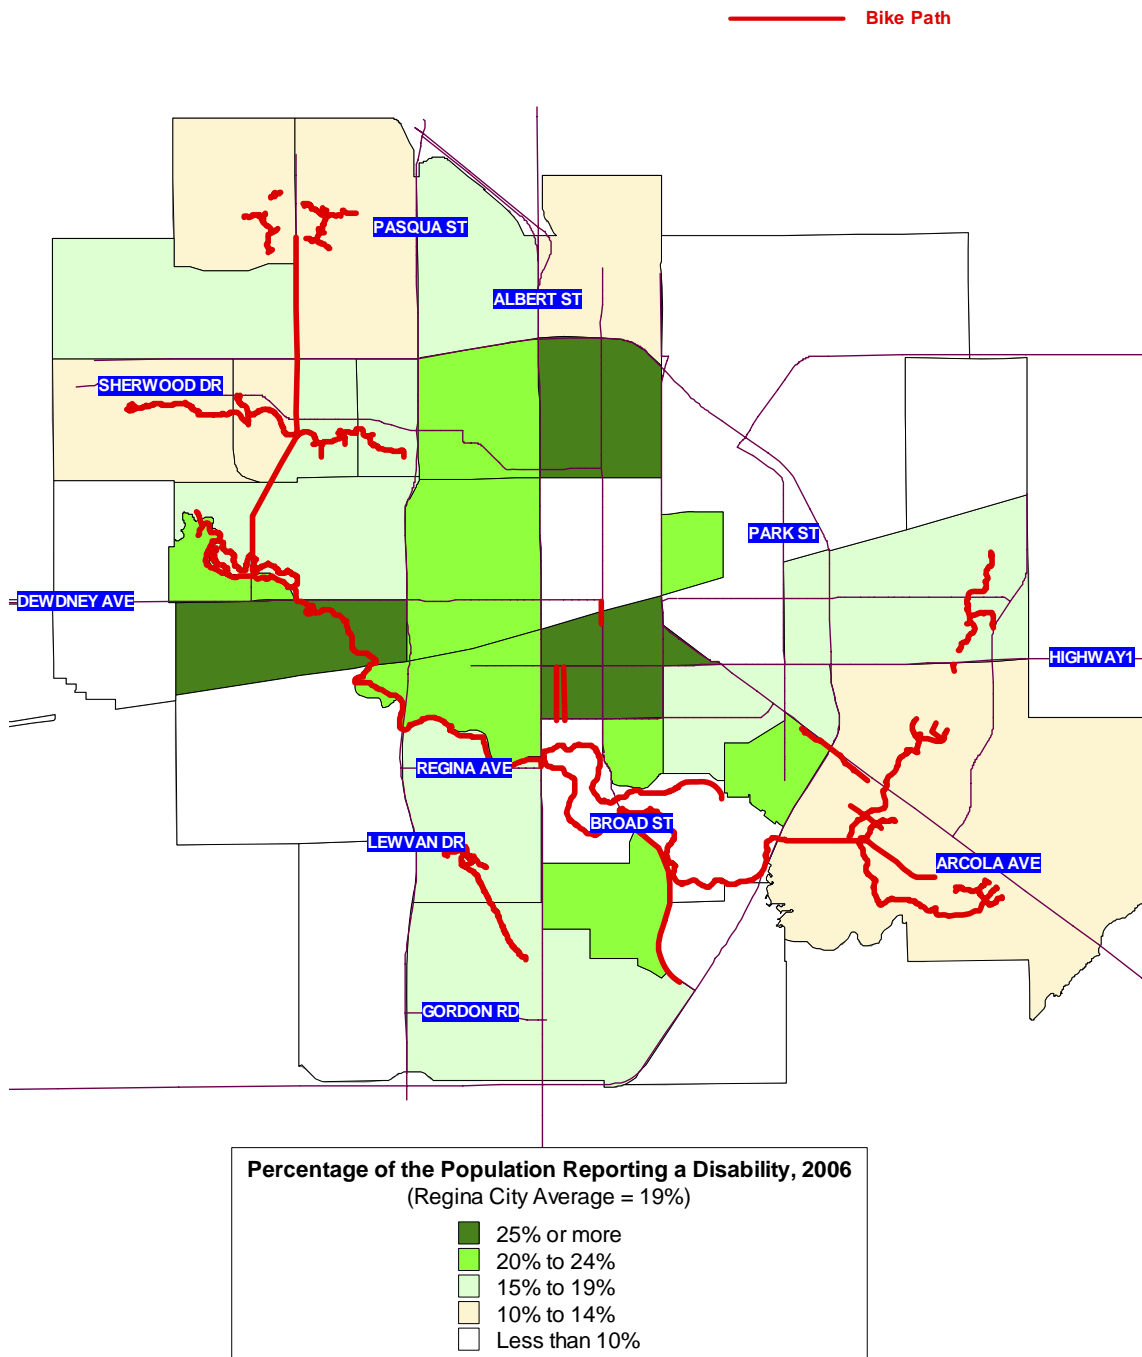 Bike Path
PASQUA ST
ALBERT ST
SHERWOOD DR
PARK ST
DEWDNEY AVE
HIGHWAY1
REGINA AVE
BROAD ST
LEWVAN DR
ARCOLA AVE
GORDON RD
Percentage of the Population Reporting a Disability, 2006
(Regina City Average = 19%)
25% or more
20% to 24%
15% to 19%
10% to 14%
Less than 10%